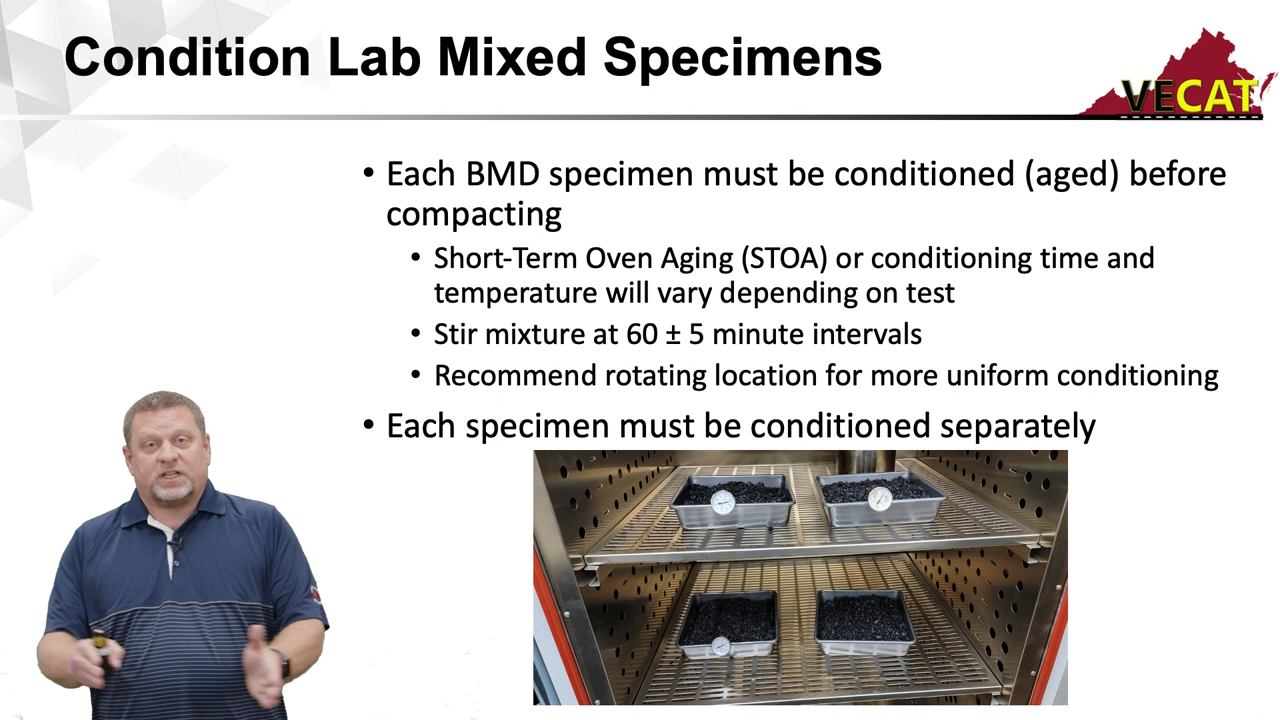 Condition Lab Mixed Specimens
VECAT
• Each BMD specimen must be conditioned (aged) before
compacting
• Short-Term Oven Aging (STOA) or conditioning time and
temperature will vary depending on test
• Stir mixture at 60 ± 5 minute intervals
• Recommend rotating location for more uniform conditioning
• Each specimen must be conditioned separately